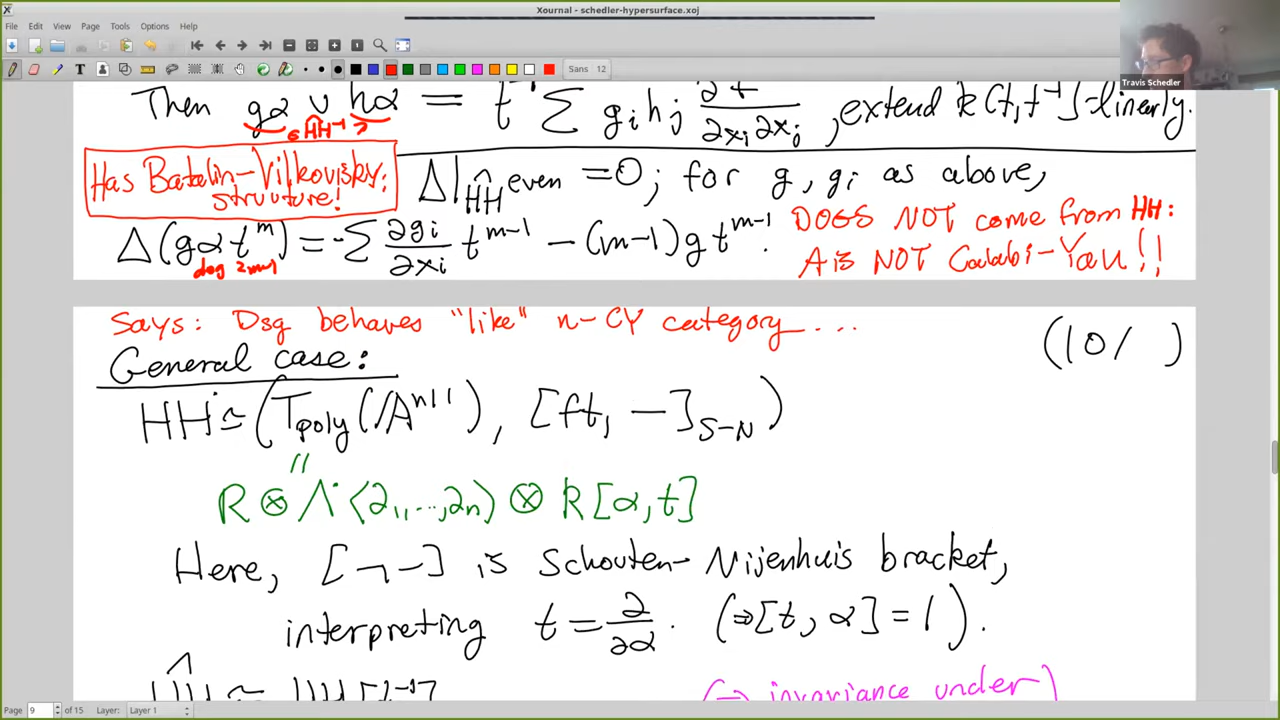 Xournal - schedler-hypersurface.xoj
File Edit View Page Tools Options Help
Sans 12
Travis Schedler
Then gα ∪ hα = t⁻¹ Σ gᵢhⱼ ∂²f/∂xᵢ∂xⱼ, extend k[t,t⁻¹]-linearly.
∈ HH⁻¹
Has Batalin-Vilkovisky structure!
Δ|ĤH even = 0; for g, gᵢ as above,
Δ(gαtᵐ) = -Σ ∂gᵢ/∂xᵢ tᵐ⁻¹ - (m-1)g tᵐ⁻¹.
deg 2m-1
DOES NOT come from HH:
A is NOT Calabi-Yau!!
Says: Dsg behaves "like" n-CY category...
General case:
(10/ )
HH˙ ≃ (Tpoly(/Aⁿ|¹), [ft, -]S-N)
"
R ⊗ Λ˙⟨∂₁,...,∂n⟩ ⊗ k[α,t]
Here, [-,-] is Schouten-Nijenhuis bracket,
interpreting t = ∂/∂α. (⇒[t, α] = 1).
(⇒ invariance under)
Page 9 of 15 Layer: Layer 1